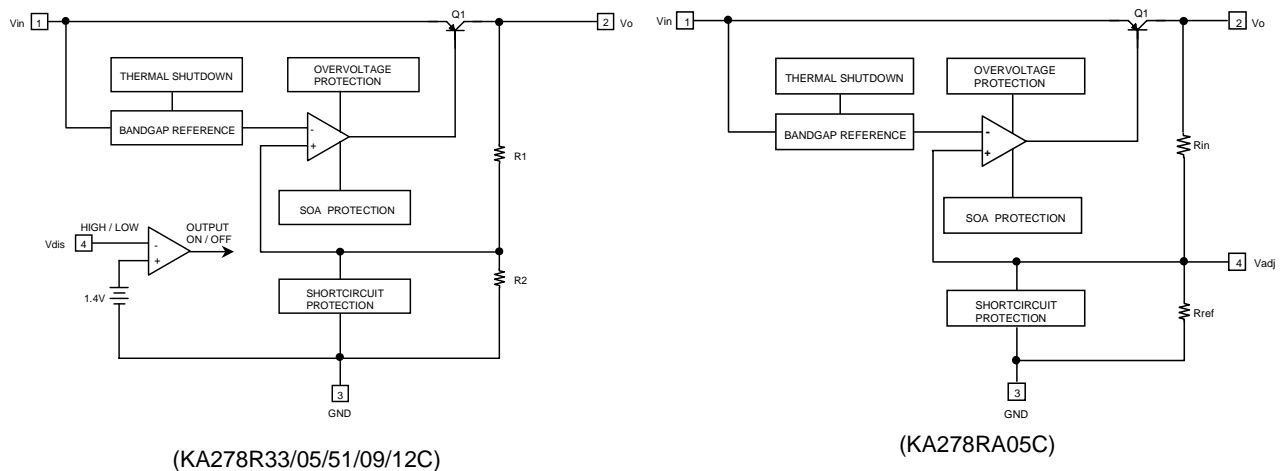 Q1
Vin 1
2 Vo
THERMAL SHUTDOWN
OVERVOLTAGE
PROTECTION
BANDGAP REFERENCE
-
+
R1
SOA PROTECTION
HIGH / LOW
OUTPUT
ON / OFF
Vdis 4
-
+
1.4V
R2
SHORTCIRCUIT
PROTECTION
3
GND
(KA278R33/05/51/09/12C)
Q1
Vin 1
2 Vo
THERMAL SHUTDOWN
OVERVOLTAGE
PROTECTION
BANDGAP REFERENCE
-
+
Rin
SOA PROTECTION
4 Vadj
SHORTCIRCUIT
PROTECTION
Rref
3
GND
(KA278RA05C)